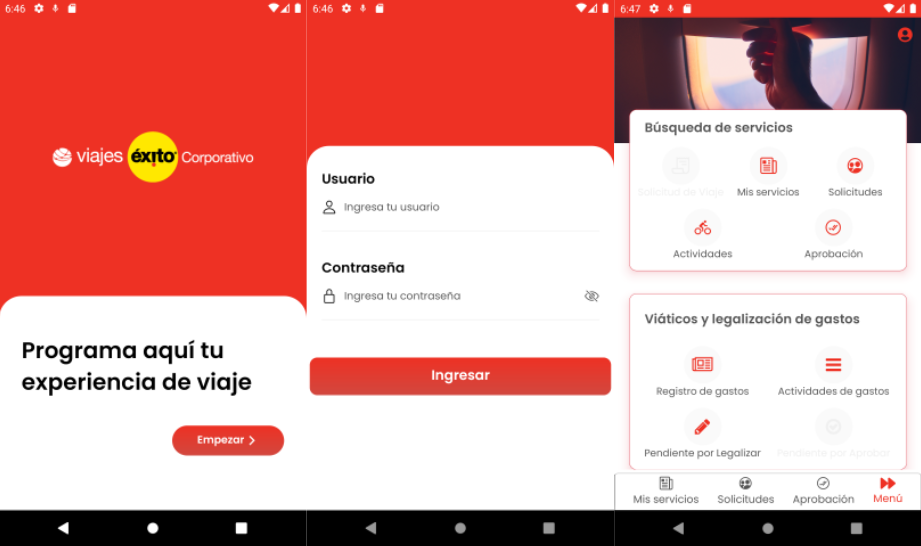 6:46
viajes éxito Corporativo
Programa aquí tu
experiencia de viaje
Empezar
6:46
Usuario
Ingresa tu usuario
Contraseña
Ingresa tu contraseña
Ingresar
6:47
Búsqueda de servicios
Solicitud de Viaje
Mis servicios
Solicitudes
Actividades
Aprobación
Viáticos y legalización de gastos
Registro de gastos
Actividades de gastos
Pendiente por Legalizar
Pendiente por Aprobar
Mis servicios
Solicitudes
Aprobación
Menú